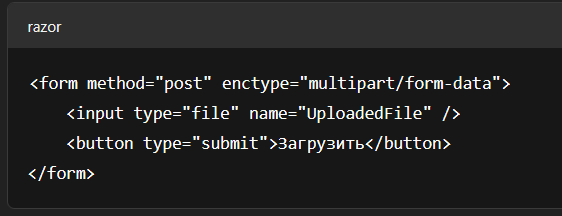 razor
<form method="post" enctype="multipart/form-data">
    <input type="file" name="UploadedFile" />
    <button type="submit">Загрузить</button>
</form>